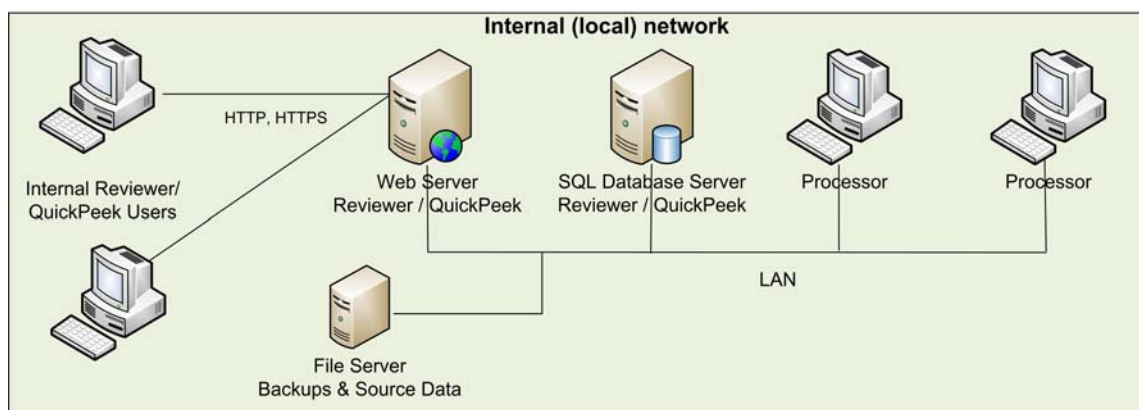 Internal (local) network
HTTP, HTTPS
Internal Reviewer/
QuickPeek Users
Web Server
Reviewer / QuickPeek
SQL Database Server
Reviewer / QuickPeek
Processor
Processor
LAN
File Server
Backups & Source Data